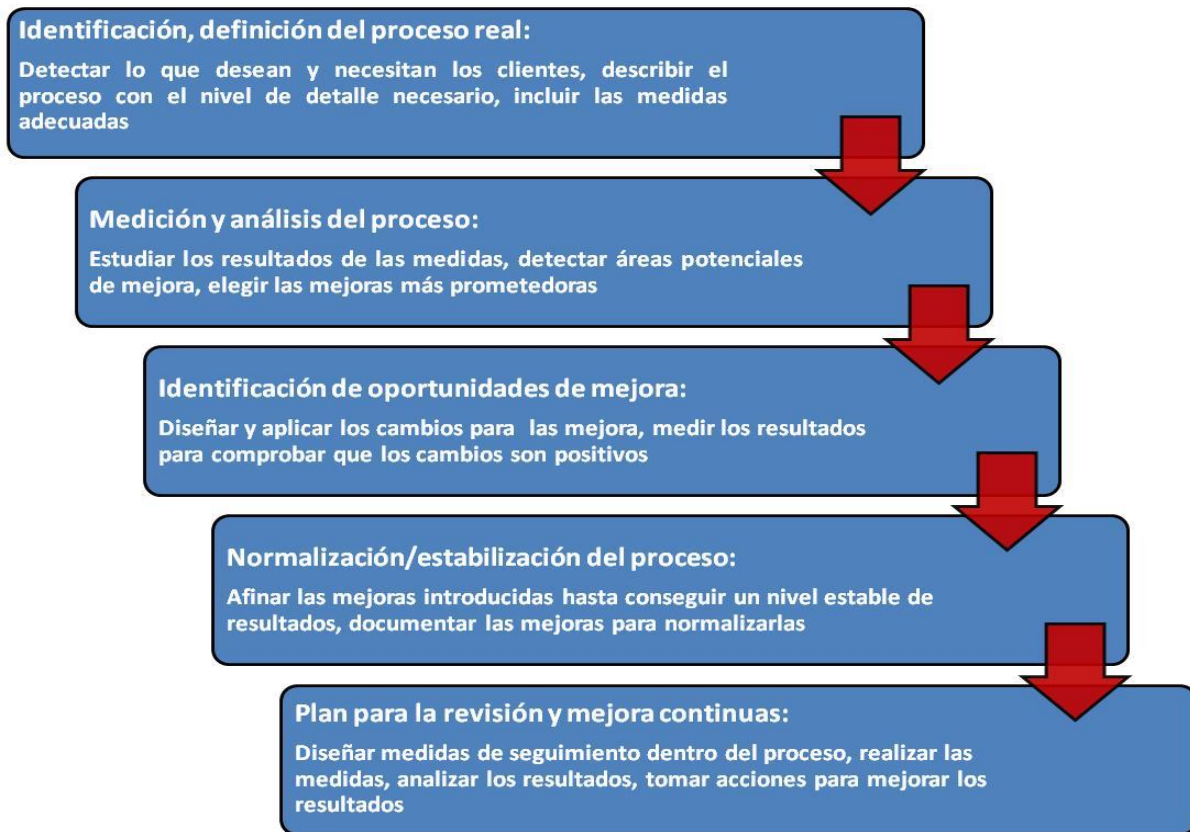 Identificación, definición del proceso real:
Detectar lo que desean y necesitan los clientes, describir el
proceso con el nivel de detalle necesario, incluir las medidas
adecuadas
Medición y análisis del proceso:
Estudiar los resultados de las medidas, detectar áreas potenciales
de mejora, elegir las mejoras más prometedoras
Identificación de oportunidades de mejora:
Diseñar y aplicar los cambios para las mejora, medir los resultados
para comprobar que los cambios son positivos
Normalización/estabilización del proceso:
Afinar las mejoras introducidas hasta conseguir un nivel estable de
resultados, documentar las mejoras para normalizarlas
Plan para la revisión y mejora continuas:
Diseñar medidas de seguimiento dentro del proceso, realizar las
medidas, analizar los resultados, tomar acciones para mejorar los
resultados